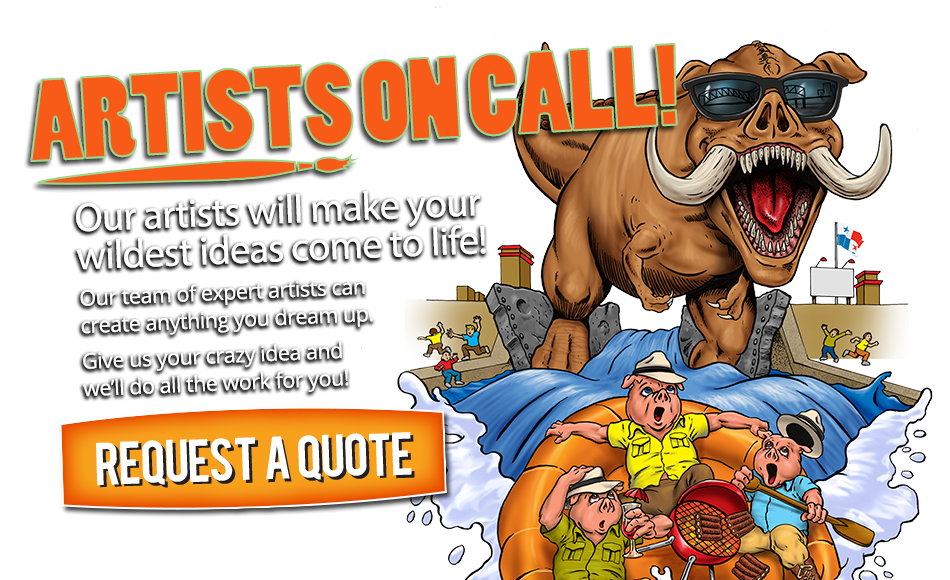 ARTISTS ON CALL!
Our artists will make your
wildest ideas come to life!
Our team of expert artists can
create anything you dream up.
Give us your crazy idea and
we'll do all the work for you!
REQUEST A QUOTE